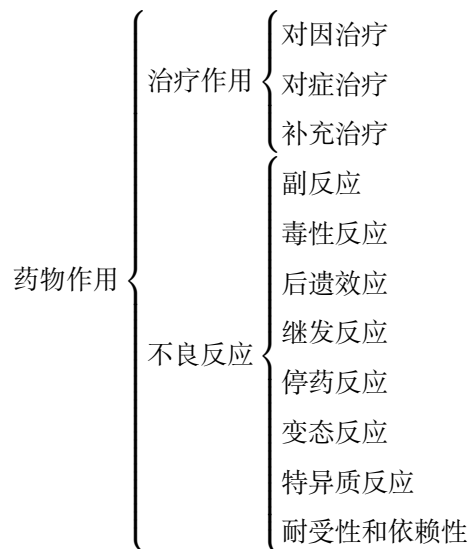 对因治疗
治疗作用
对症治疗
补充治疗
副反应
毒性反应
药物作用
后遗效应
继发反应
不良反应
停药反应
变态反应
特异质反应
耐受性和依赖性